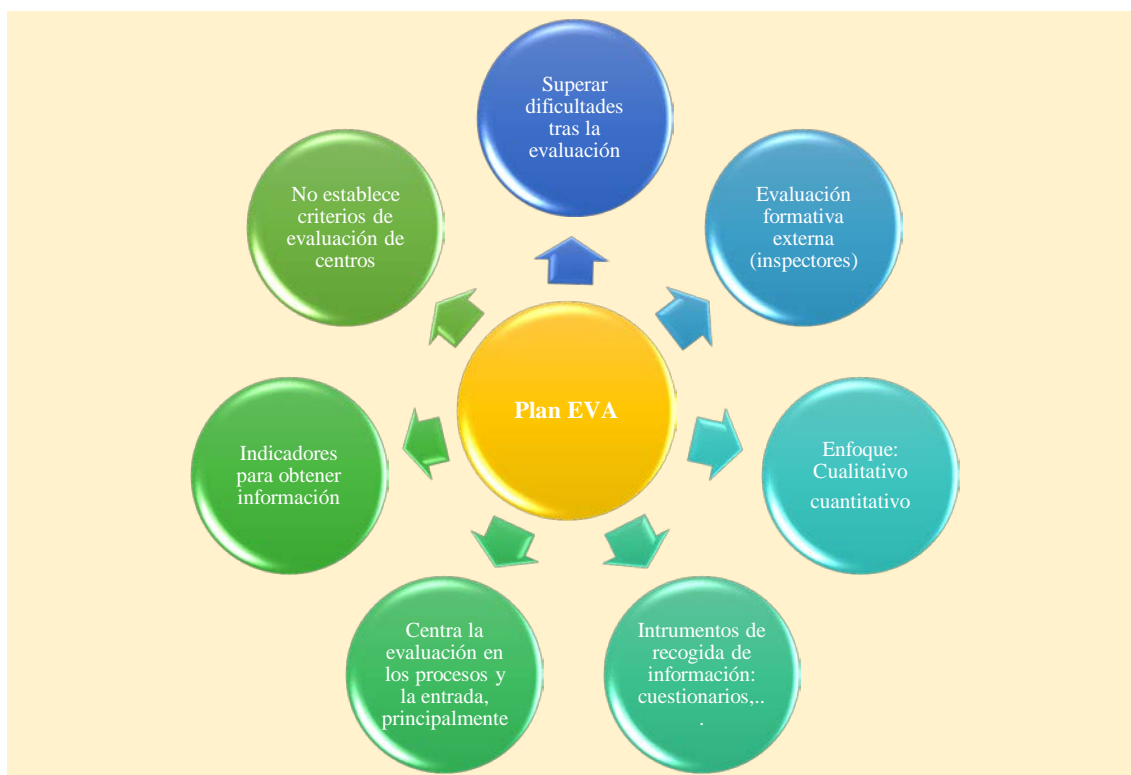 Superar
dificultades
tras la
evaluación
Evaluación
formativa
externa
(inspectores)
Enfoque:
Cualitativo
cuantitativo
Intrumentos de
recogida de
información:
cuestionarios,..
.
Centra la
evaluación en
los procesos y
la entrada,
principalmente
Indicadores
para obtener
información
No establece
criterios de
evaluación de
centros
Plan EVA